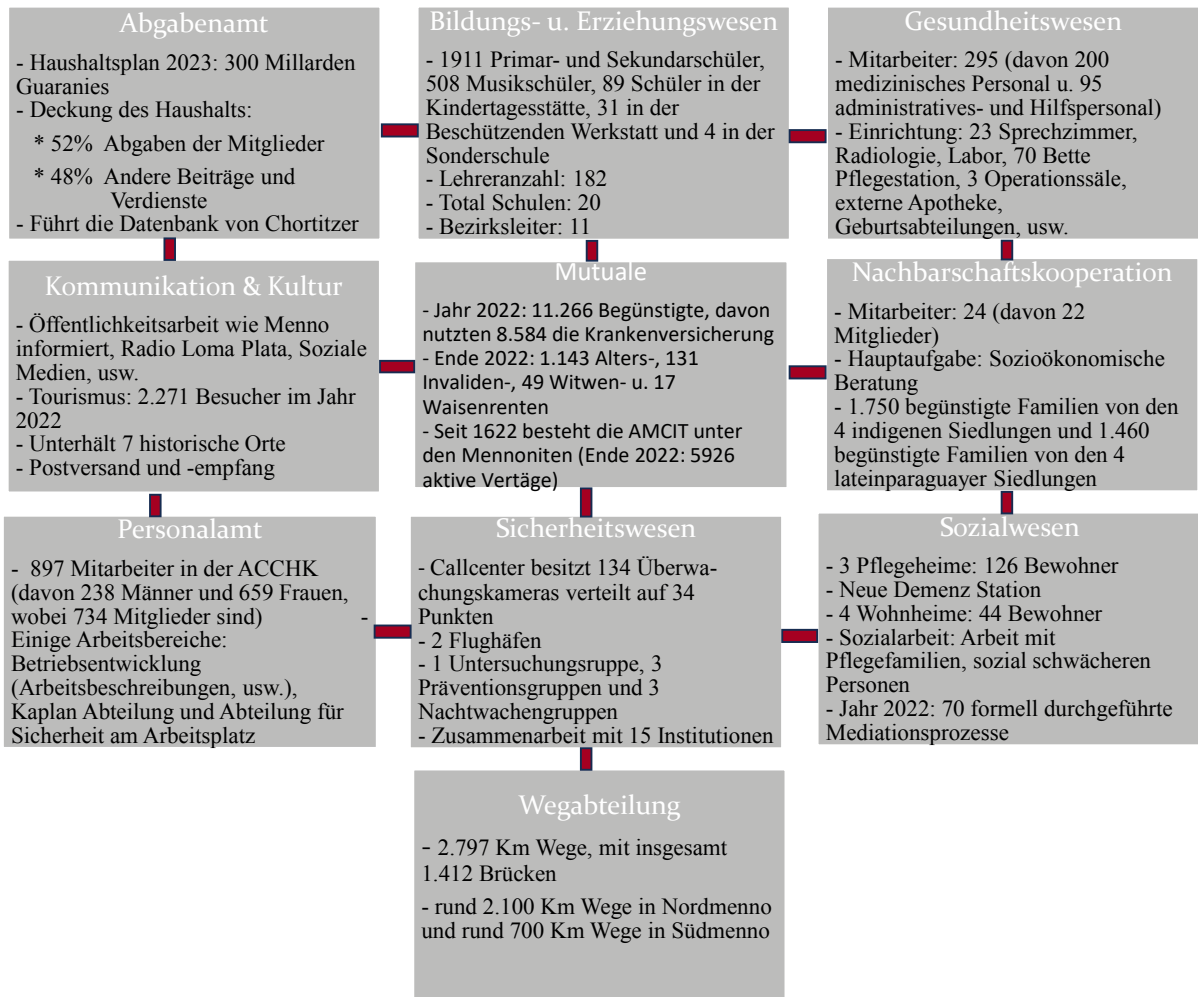 Abgabenamt
- Haushaltsplan 2023: 300 Millarden
Guaranies
- Deckung des Haushalts:
* 52% Abgaben der Mitglieder
* 48% Andere Beiträge und
Verdienste
- Führt die Datenbank von Chortitzer
Bildungs- u. Erziehungswesen
- 1911 Primar- und Sekundarschüler,
508 Musikschüler, 89 Schüler in der
Kindertagesstätte, 31 in der
Beschützenden Werkstatt und 4 in der
Sonderschule
- Lehreranzahl: 182
- Total Schulen: 20
- Bezirksleiter: 11
Gesundheitswesen
- Mitarbeiter: 295 (davon 200
medizinisches Personal u. 95
administratives- und Hilfspersonal)
- Einrichtung: 23 Sprechzimmer,
Radiologie, Labor, 70 Bette
Pflegestation, 3 Operationssäle,
externe Apotheke,
Geburtsabteilungen, usw.
Kommunikation & Kultur
- Öffentlichkeitsarbeit wie Menno
informiert, Radio Loma Plata, Soziale
Medien, usw.
- Tourismus: 2.271 Besucher im Jahr
2022
- Unterhält 7 historische Orte
- Postversand und -empfang
Mutuale
- Jahr 2022: 11.266 Begünstigte, davon
nutzten 8.584 die Krankenversicherung
- Ende 2022: 1.143 Alters-, 131
Invaliden-, 49 Witwen- u. 17
Waisenrenten
- Seit 1622 besteht die AMCIT unter
den Mennoniten (Ende 2022: 5926
aktive Vertäge)
Nachbarschaftskooperation
- Mitarbeiter: 24 (davon 22
Mitglieder)
- Hauptaufgabe: Sozioökonomische
Beratung
- 1.750 begünstigte Familien von den
4 indigenen Siedlungen und 1.460
begünstigte Familien von den 4
lateinparaguayer Siedlungen
Personalamt
- 897 Mitarbeiter in der ACCHK
(davon 238 Männer und 659 Frauen,
wobei 734 Mitglieder sind) -
Einige Arbeitsbereiche:
Betriebsentwicklung
(Arbeitsbeschreibungen, usw.),
Kaplan Abteilung und Abteilung für
Sicherheit am Arbeitsplatz
Sicherheitswesen
- Callcenter besitzt 134 Überwa-
chungskameras verteilt auf 34
Punkten
- 2 Flughäfen
- 1 Untersuchungsruppe, 3
Präventionsgruppen und 3
Nachtwachengruppen
- Zusammenarbeit mit 15 Institutionen
Sozialwesen
- 3 Pflegeheime: 126 Bewohner
- Neue Demenz Station
- 4 Wohnheime: 44 Bewohner
- Sozialarbeit: Arbeit mit
Pflegefamilien, sozial schwächeren
Personen
- Jahr 2022: 70 formell durchgeführte
Mediationsprozesse
Wegabteilung
- 2.797 Km Wege, mit insgesamt
1.412 Brücken
- rund 2.100 Km Wege in Nordmenno
und rund 700 Km Wege in Südmenno